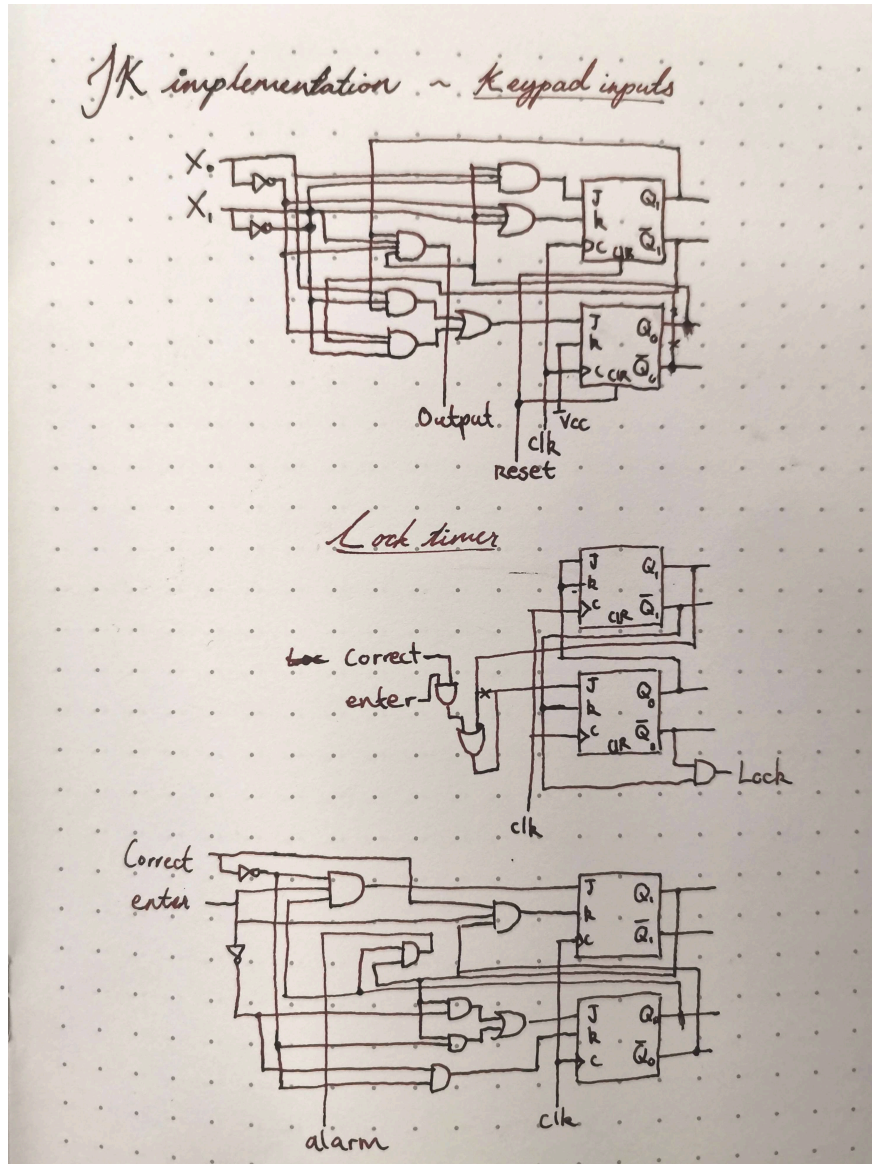 JK implementation ~ Keypad inputs
X₀
X₁
J Q₁
k
C Q̄₁
CLR
J Q₀
k
C CLR Q̄₀
Output
Vcc
clk
reset
Lock timer
J Q₁
k
C CLR Q̄₁
Correct
enter
J Q₀
k
C CLR Q̄₀
Lock
clk
Correct
enter
J Q₁
k
C Q̄₁
J Q₀
k
C Q̄₀
clk
alarm